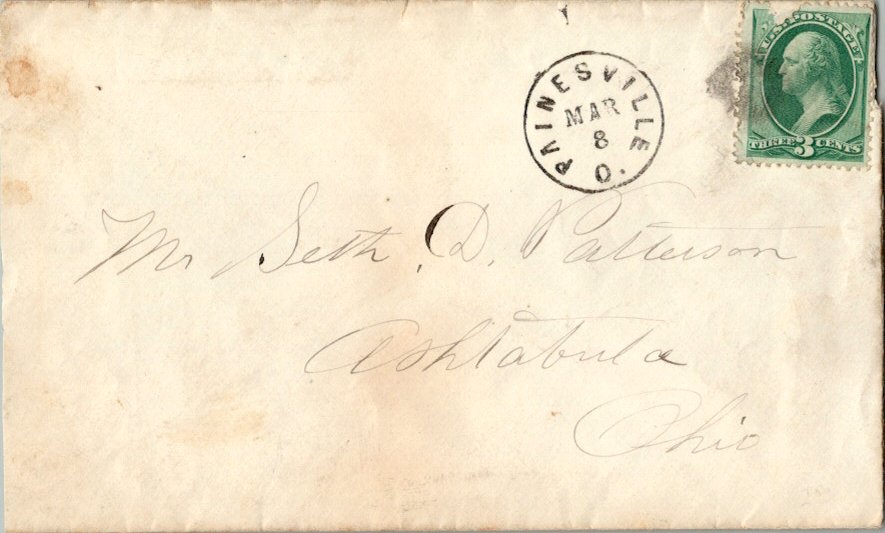 U.S. POSTAGE
THREE 3 CENTS
PAINESVILLE O.
MAR
8
Mr Seth. D. Patterson
Ashtabula
Ohio